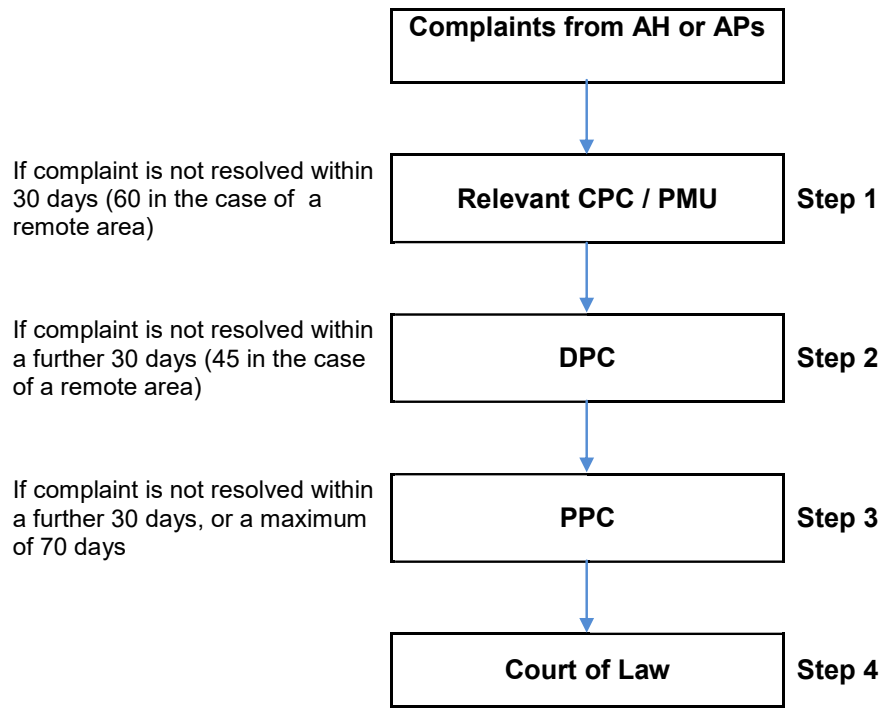 Complaints from AH or APs
If complaint is not resolved within
30 days (60 in the case of a
remote area)
Relevant CPC / PMU
Step 1
If complaint is not resolved within
a further 30 days (45 in the case
of a remote area)
DPC
Step 2
If complaint is not resolved within
a further 30 days, or a maximum
of 70 days
PPC
Step 3
Court of Law
Step 4